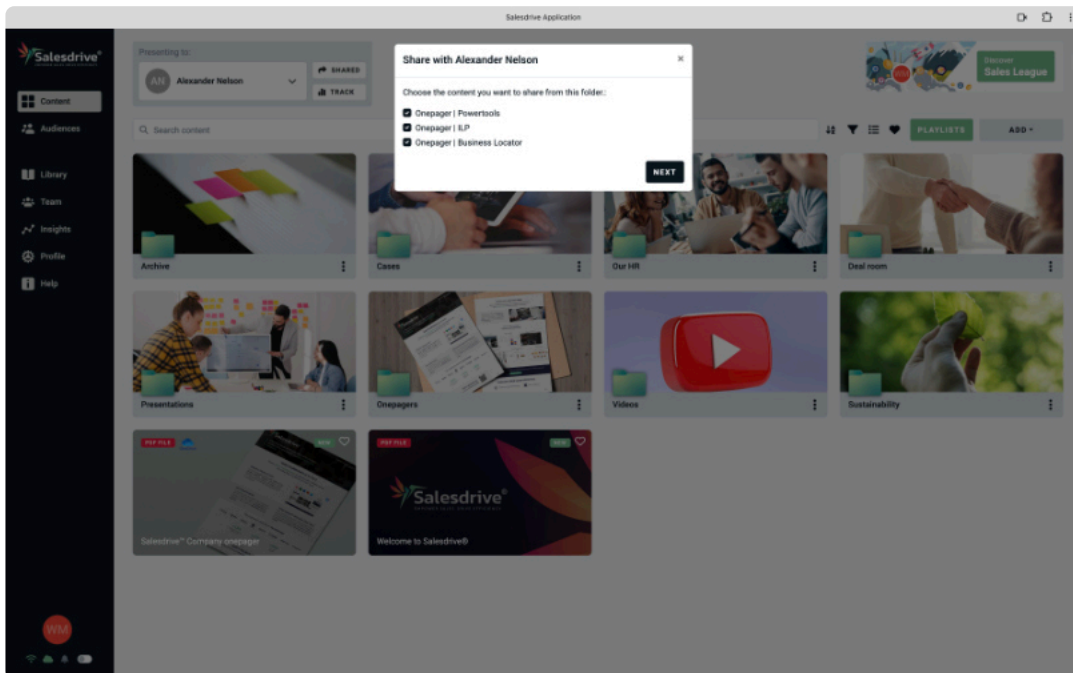 Salesdrive Application
Salesdrive®
Content
Audiences
Library
Team
Insights
Profile
Help
WM
Presenting to:
AN
Alexander Nelson
SHARED
TRACK
Search content
Share with Alexander Nelson
×
Choose the content you want to share from this folder:
Onepager | Powertools
Onepager | ILP
Onepager | Business Locator
NEXT
WM
Discover
Sales League
PLAYLISTS
ADD
Archive
Cases
Our HR
Deal room
Presentations
Onepagers
Videos
Sustainability
PDF FILE
NEW
Salesdrive™ Company onepager
PDF FILE
NEW
Salesdrive®
Welcome to Salesdrive®